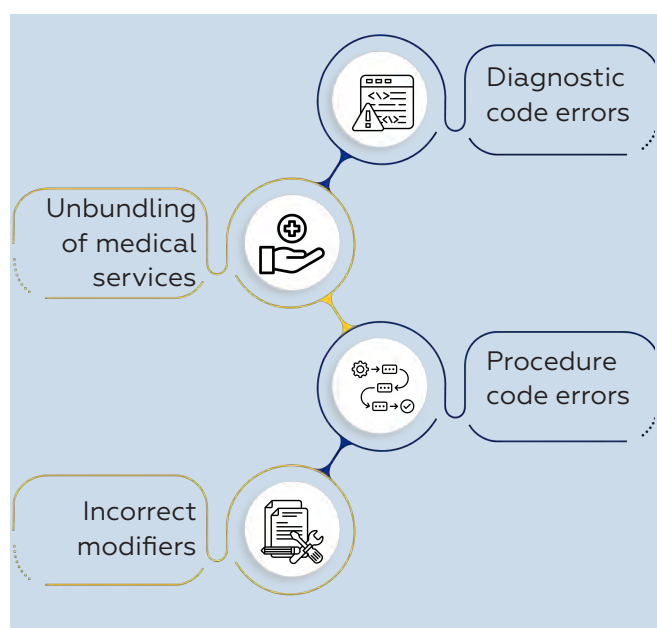 Diagnostic
code errors
Unbundling
of medical
services
Procedure
code errors
Incorrect
modifiers